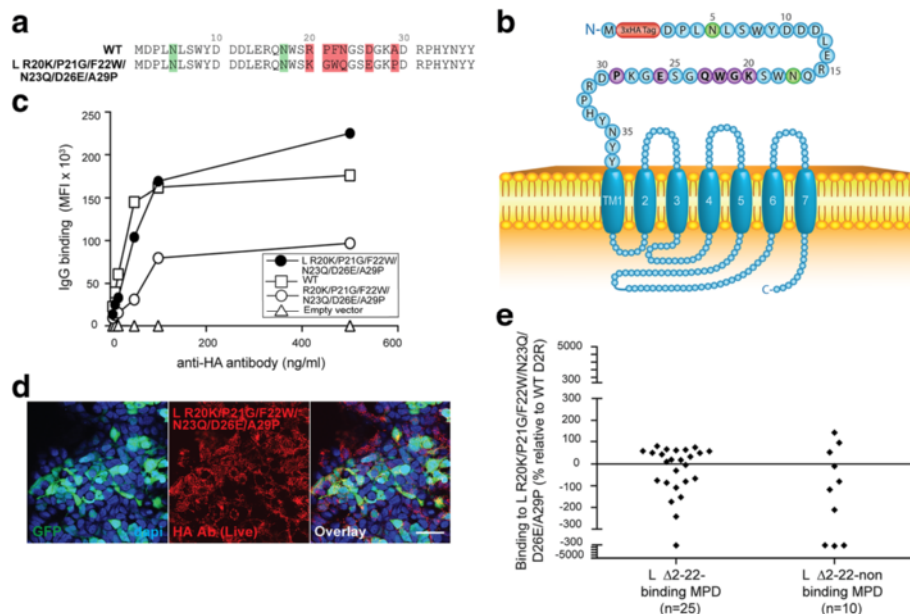 a
10 20 30
WT MDPLNLSWYD DDLERQNWSR PFNGSDGKAD RPHYNYY
L R20K/P21G/F22W/ MDPLNLSWYD DDLERQNWSK GWQGSEGKPD RPHYNYY
N23Q/D26E/A29P
b
N- M 3xHA Tag D P L N L S W Y D D D L E R Q N W S K G W Q G S E G K P D R P H Y N Y Y
5 10 15 20 25 30 35
TM1 2 3 4 5 6 7
C-
c
IgG binding (MFI x 10³)
250
200
150
100
50
0
0 200 400 600
anti-HA antibody (ng/ml)
L R20K/P21G/F22W/
N23Q/D26E/A29P
WT
R20K/P21G/F22W/
N23Q/D26E/A29P
Empty vector
d
GFP Dapi
L R20K/P21G/F22W/
N23Q/D26E/A29P
HA Ab (Live)
Overlay
e
Binding to L R20K/P21G/F22W/N23Q/
D26E/A29P (% relative to WT D2R)
5000
300
300
200
100
0
-100
-200
-300
-5000
L Δ2-22-
binding MPD
(n=25)
L Δ2-22-non
binding MPD
(n=10)